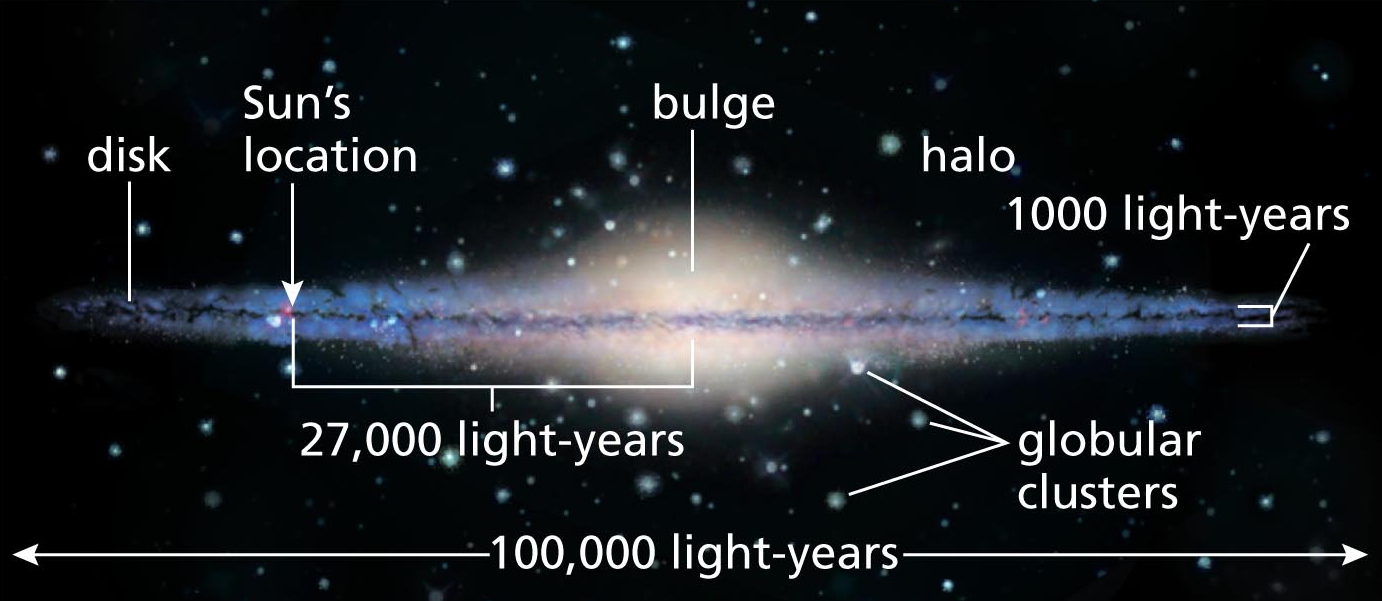 Sun's
location
disk
bulge
halo
1000 light-years
27,000 light-years
globular
clusters
100,000 light-years